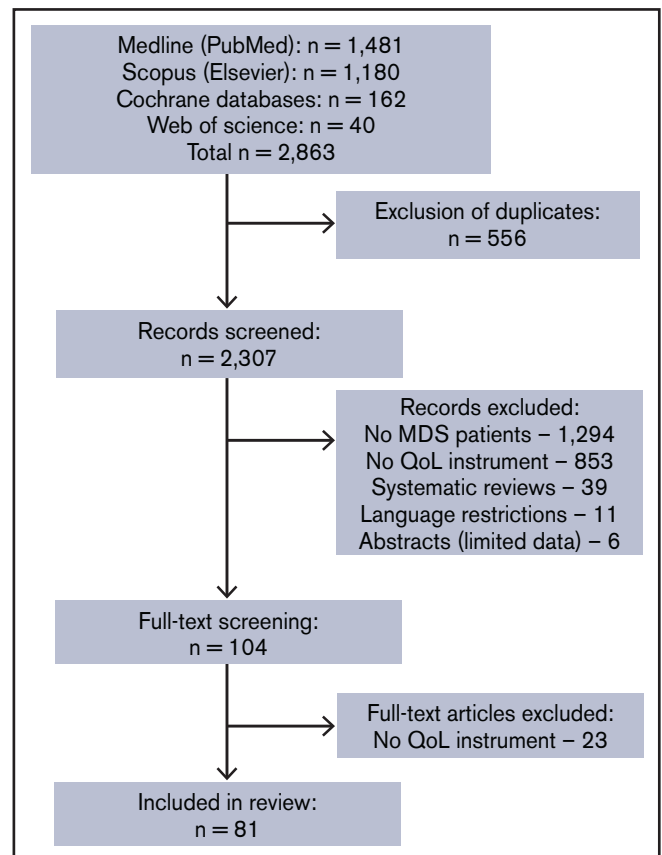 Medline (PubMed): n = 1,481
Scopus (Elsevier): n = 1,180
Cochrane databases: n = 162
Web of science: n = 40
Total n = 2,863
Exclusion of duplicates:
n = 556
Records screened:
n = 2,307
Records excluded:
No MDS patients – 1,294
No QoL instrument – 853
Systematic reviews – 39
Language restrictions – 11
Abstracts (limited data) – 6
Full-text screening:
n = 104
Full-text articles excluded:
No QoL instrument – 23
Included in review:
n = 81